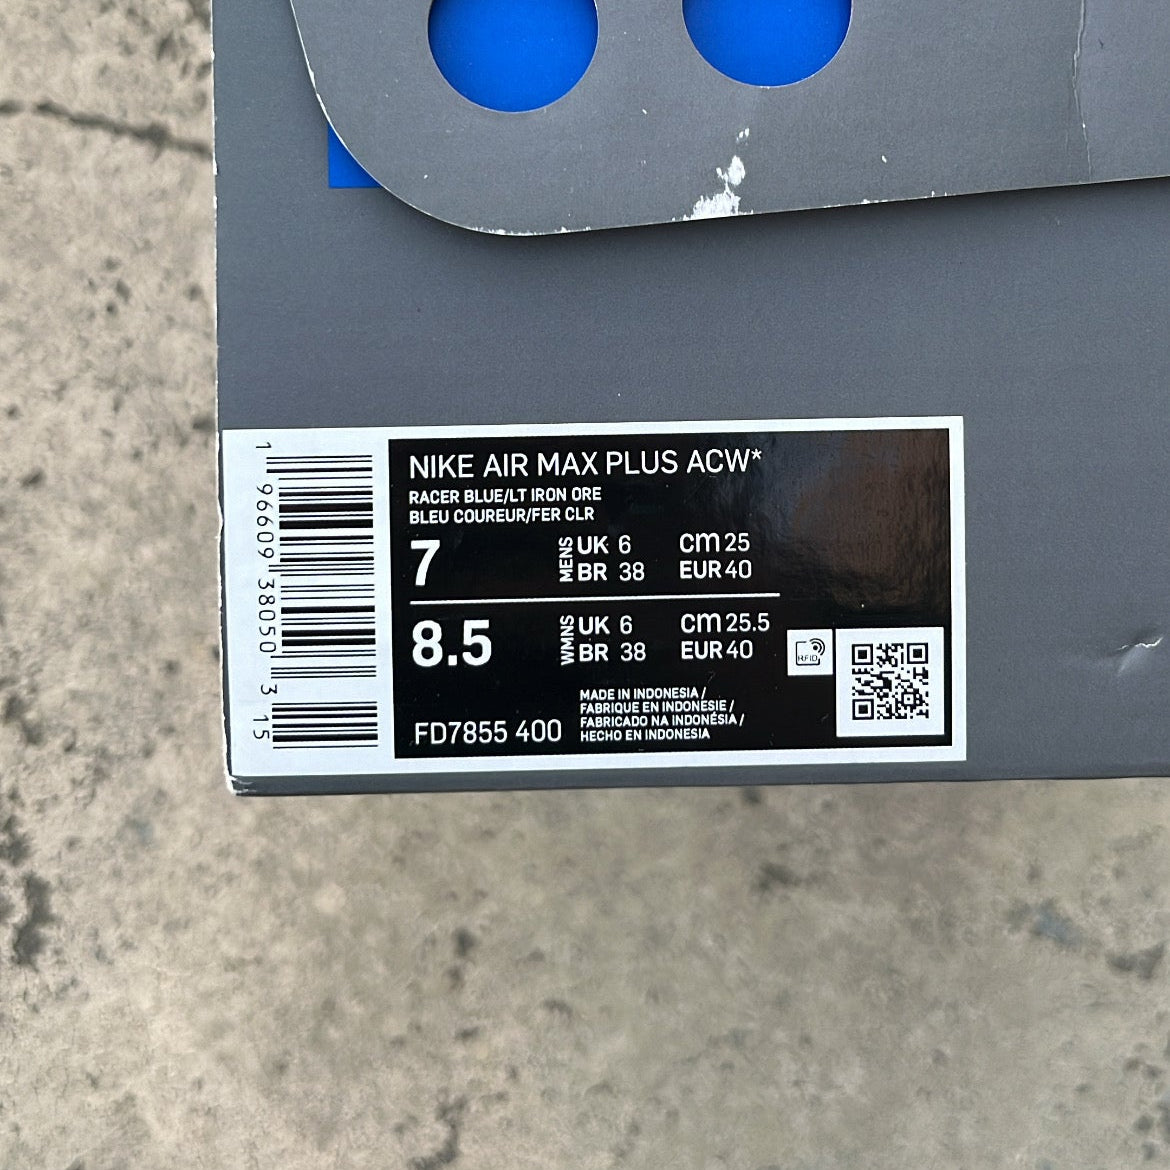 NIKE AIR MAX PLUS ACW*
RACER BLUE/LT IRON ORE
BLEU COUREUR/FER CLR
7 MENS UK 6 CM 25
BR 38 EUR 40
8.5 WMNS UK 6 CM 25.5
BR 38 EUR 40
RFID
MADE IN INDONESIA /
FABRIQUE EN INDONESIE /
FABRICADO NA INDONÉSIA /
HECHO EN INDONESIA
FD7855 400
1 96609 38050 3 15